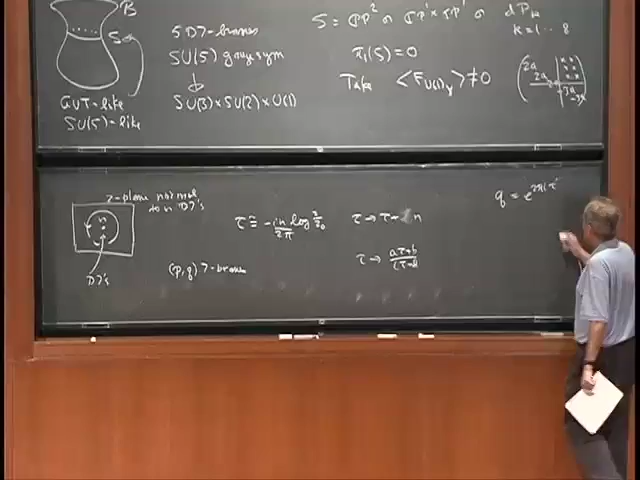 B
S
GUT-like
SU(5)-like
5 D7-branes
SU(5) gauge sym
↓
SU(3)×SU(2)×U(1)
S = ℂP² or ℂP¹×ℂP¹ or dP_k
k=1...8
π₁(S) = 0
Take ⟨F_{U(1)_Y}⟩ ≠ 0
2a
2a
-3a
-3a
z-plane normal
to n D7's
n
D7's
(p,q) 7-branes
τ ≅ -in/2π log z/z₀
τ → τ + n
τ → aτ+b/cτ+d
q = e^{2πiτ}